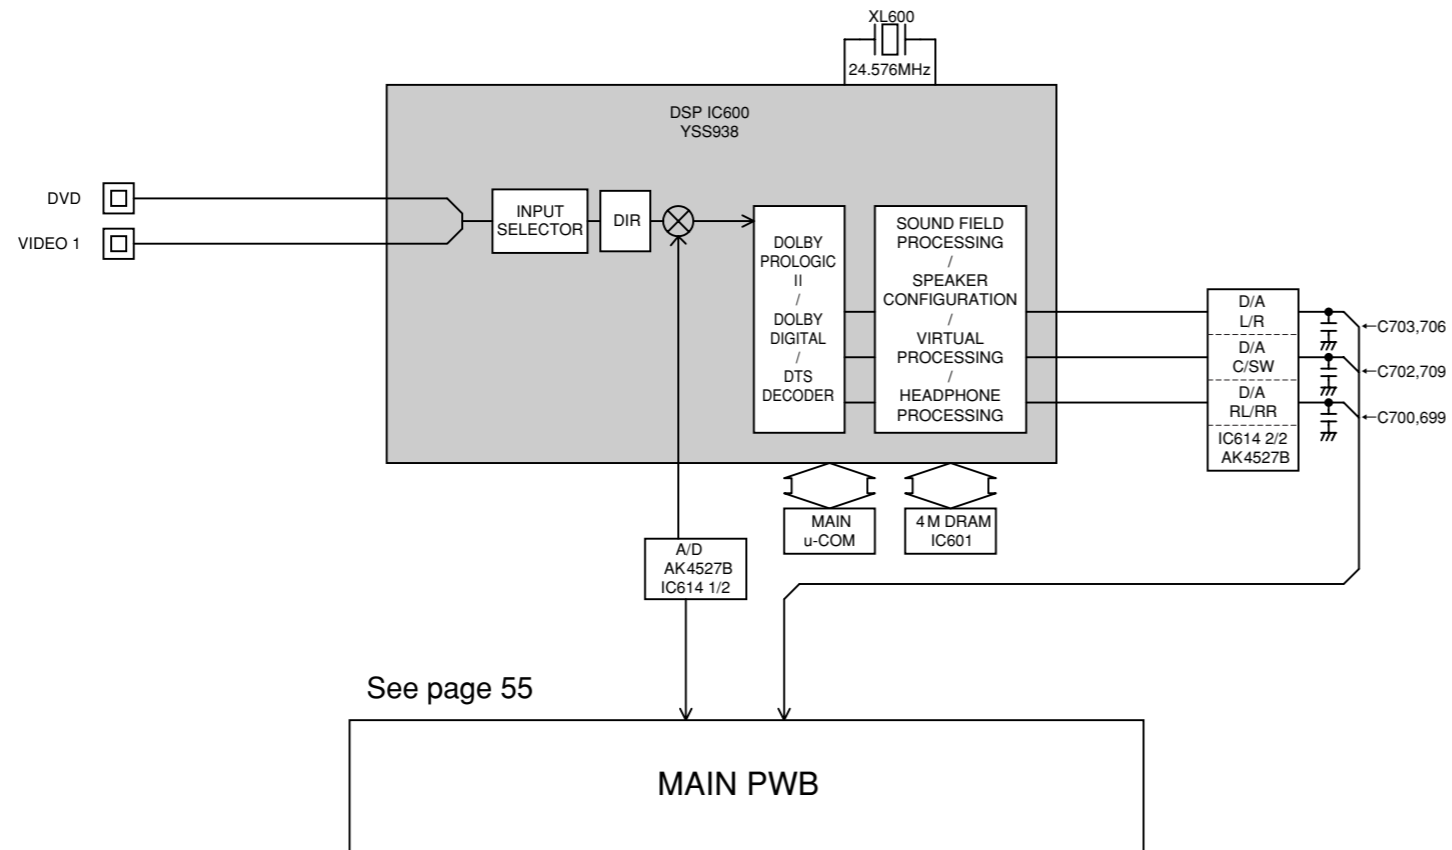 XL600
24.576MHz
DSP IC600
YSS938
DVD
VIDEO 1
INPUT
SELECTOR
DIR
DOLBY
PROLOGIC
II
/
DOLBY
DIGITAL
/
DTS
DECODER
SOUND FIELD
PROCESSING
/
SPEAKER
CONFIGURATION
/
VIRTUAL
PROCESSING
/
HEADPHONE
PROCESSING
D/A
L/R
D/A
C/SW
D/A
RL/RR
IC614 2/2
AK4527B
C703,706
C702,709
C700,699
MAIN
u-COM
4M DRAM
IC601
A/D
AK4527B
IC614 1/2
See page 55
MAIN PWB